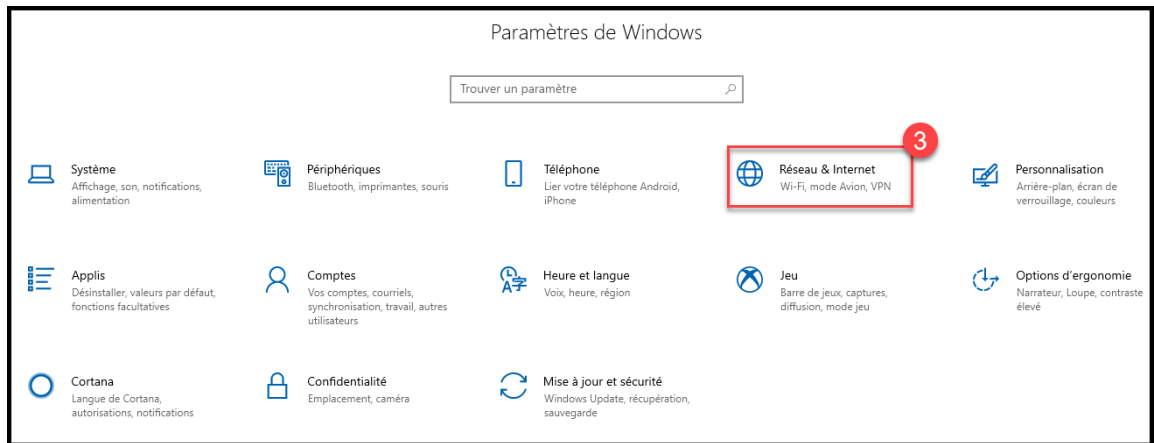 Paramètres de Windows
Trouver un paramètre
3
Système
Affichage, son, notifications,
alimentation
Périphériques
Bluetooth, imprimantes, souris
Téléphone
Lier votre téléphone Android,
iPhone
Réseau & Internet
Wi-Fi, mode Avion, VPN
Personnalisation
Arrière-plan, écran de
verrouillage, couleurs
Applis
Désinstaller, valeurs par défaut,
fonctions facultatives
Comptes
Vos comptes, courriels,
synchronisation, travail, autres
utilisateurs
Heure et langue
Voix, heure, région
Jeu
Barre de jeux, captures,
diffusion, mode jeu
Options d'ergonomie
Narrateur, Loupe, contraste
élevé
Cortana
Langue de Cortana,
autorisations, notifications
Confidentialité
Emplacement, caméra
Mise à jour et sécurité
Windows Update, récupération,
sauvegarde